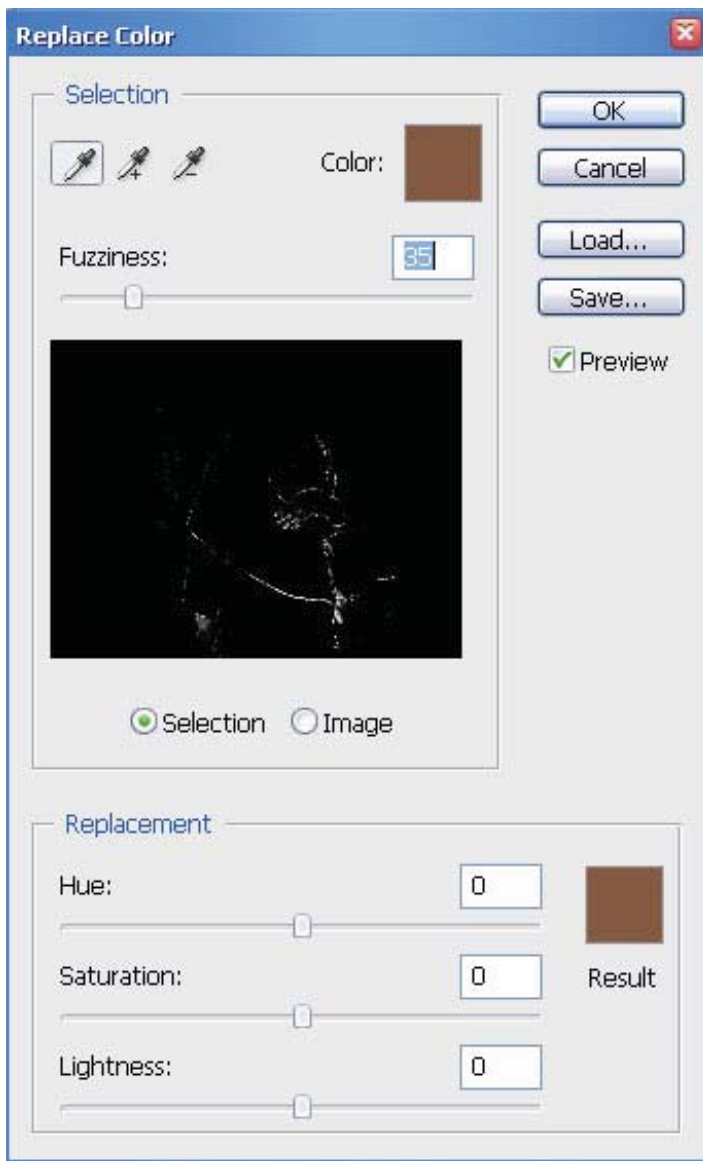 Replace Color
Selection
Color:
Fuzziness:
35
OK
Cancel
Load...
Save...
Preview
Selection
Image
Replacement
Hue:
0
Saturation:
0
Result
Lightness:
0